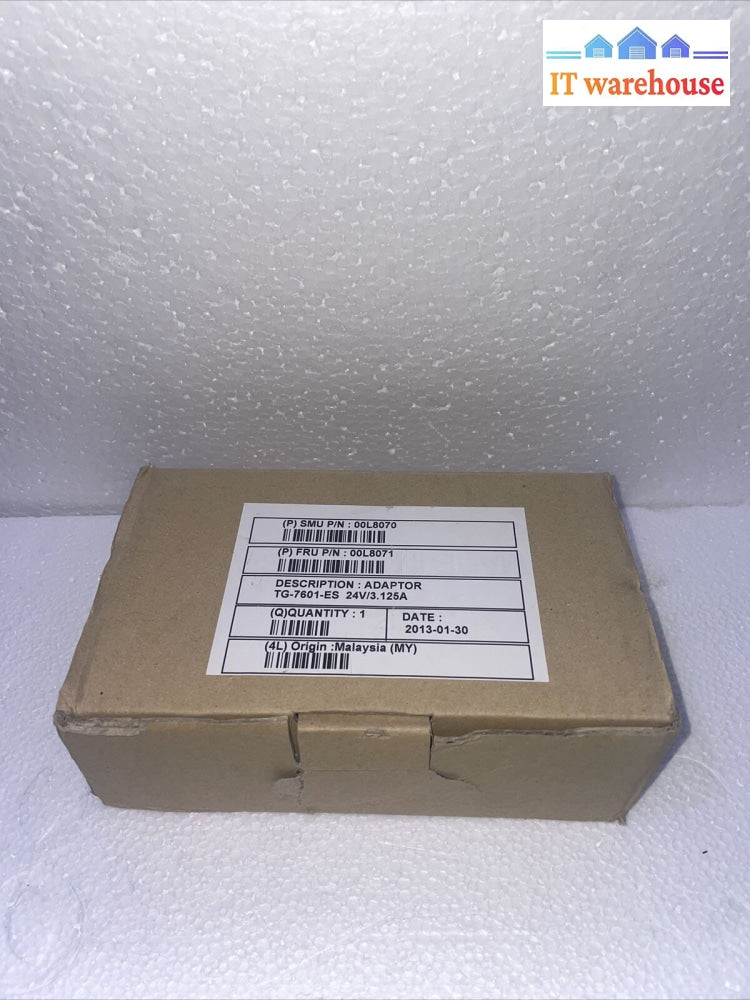 IT warehouse
(P) SMU P/N : 00L8070
(P) FRU P/N : 00L8071
DESCRIPTION : ADAPTOR
TG-7601-ES 24V/3.125A
(Q)QUANTITY : 1
DATE :
2013-01-30
(4L) Origin :Malaysia (MY)